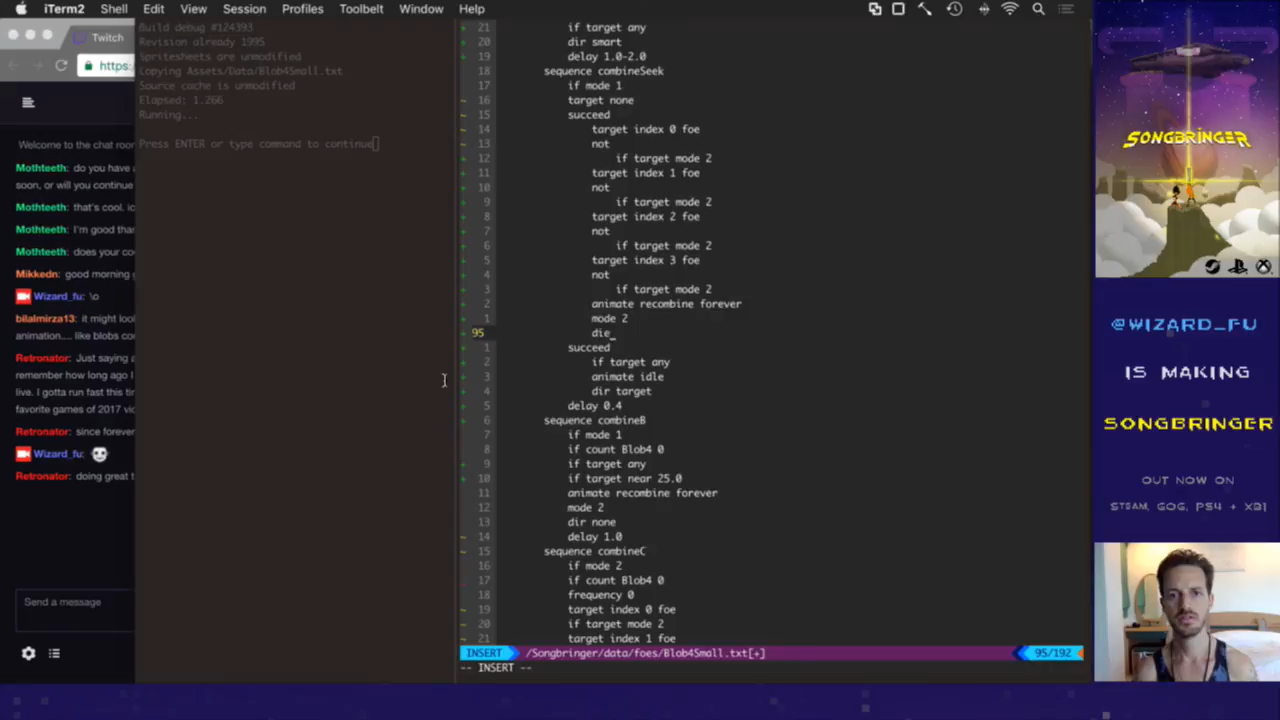 iTerm2 Shell Edit View Session Profiles Toolbelt Window Help
Twitch
https:
Welcome to the chat roo
Mothteeth: do you have
soon, or will you continue
Mothteeth: that's cool. ic
Mothteeth: I'm good tha
Mothteeth: does your co
Mikkedn: good morning
Wizard_fu: \o
bilalmirza13: it might look
animation.... like blobs co
Retronator: Just saying
remember how long ago I
live. I gotta run fast this tim
favorite games of 2017 vid
Retronator: since forever
Wizard_fu:
Retronator: doing great t
Send a message
Build debug #124393
Revision already 1995
Spritesheets are unmodified
Copying Assets/Data/Blob4Small.txt
Source cache is unmodified
Elapsed: 1.266
Running...
Press ENTER or type command to continue
+ 21 if target any
+ 20 dir smart
+ 19 delay 1.0-2.0
18 sequence combineSeek
17 if mode 1
~ 16 target none
~ 15 succeed
~ 14 target index 0 foe
~ 13 not
+ 12 if target mode 2
+ 11 target index 1 foe
+ 10 not
+ 9 if target mode 2
+ 8 target index 2 foe
+ 7 not
+ 6 if target mode 2
+ 5 target index 3 foe
+ 4 not
+ 3 if target mode 2
+ 2 animate recombine forever
+ 1 mode 2
+ 95 die_
+ 1 succeed
+ 2 if target any
+ 3 animate idle
+ 4 dir target
+ 5 delay 0.4
+ 6 sequence combineB
7 if mode 1
8 if count Blob4 0
+ 9 if target any
+ 10 if target near 25.0
11 animate recombine forever
12 mode 2
13 dir none
~ 14 delay 1.0
~ 15 sequence combineC
16 if mode 2
17 if count Blob4 0
18 frequency 0
~ 19 target index 0 foe
~ 20 if target mode 2
~ 21 target index 1 foe
INSERT /Songbringer/data/foes/Blob4Small.txt[+] 95/192
-- INSERT --
SONGBRINGER
@WIZARD_FU
IS MAKING
SONGBRINGER
OUT NOW ON
STEAM, GOG, PS4 + XB1